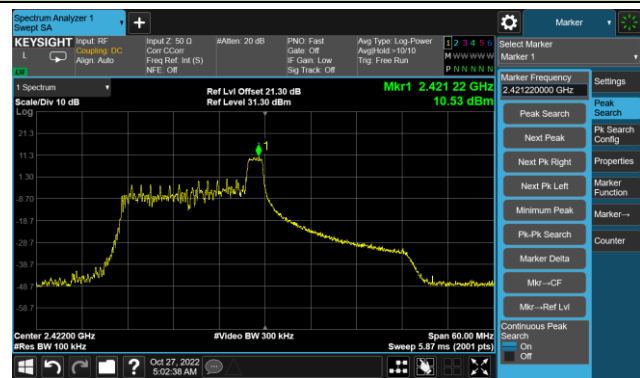 Spectrum Analyzer 1
Swept SA
Marker
KEYSIGHT
L
LW
Input: RF
Coupling: DC
Align: Auto
Input Z: 50 Ω
Corr CCorr
Freq Ref: Int (S)
NFE: Off
#Atten: 20 dB
PNO: Fast
Gate: Off
IF Gain: Low
Sig Track: Off
Avg Type: Log-Power
Avg|Hold:>10/10
Trig: Free Run
1 2 3 4 5 6
M W W W W W
P N N N N N
Select Marker
Marker 1
1 Spectrum
Scale/Div 10 dB
Log
Ref Lvl Offset 21.30 dB
Ref Level 31.30 dBm
Mkr1 2.421 22 GHz
10.53 dBm
21.3
11.3
1.30
-8.70
-18.7
-28.7
-38.7
-48.7
-58.7
1
Center 2.42200 GHz
#Res BW 100 kHz
#Video BW 300 kHz
Span 60.00 MHz
Sweep 5.87 ms (2001 pts)
Marker Frequency
2.421220000 GHz
Peak Search
Next Peak
Next Pk Right
Next Pk Left
Minimum Peak
Pk-Pk Search
Marker Delta
Mkr→CF
Mkr→Ref Lvl
Continuous Peak
Search
On
Off
Settings
Peak
Search
Pk Search
Config
Properties
Marker
Function
Marker→
Counter
?
Oct 27, 2022
5:02:38 AM